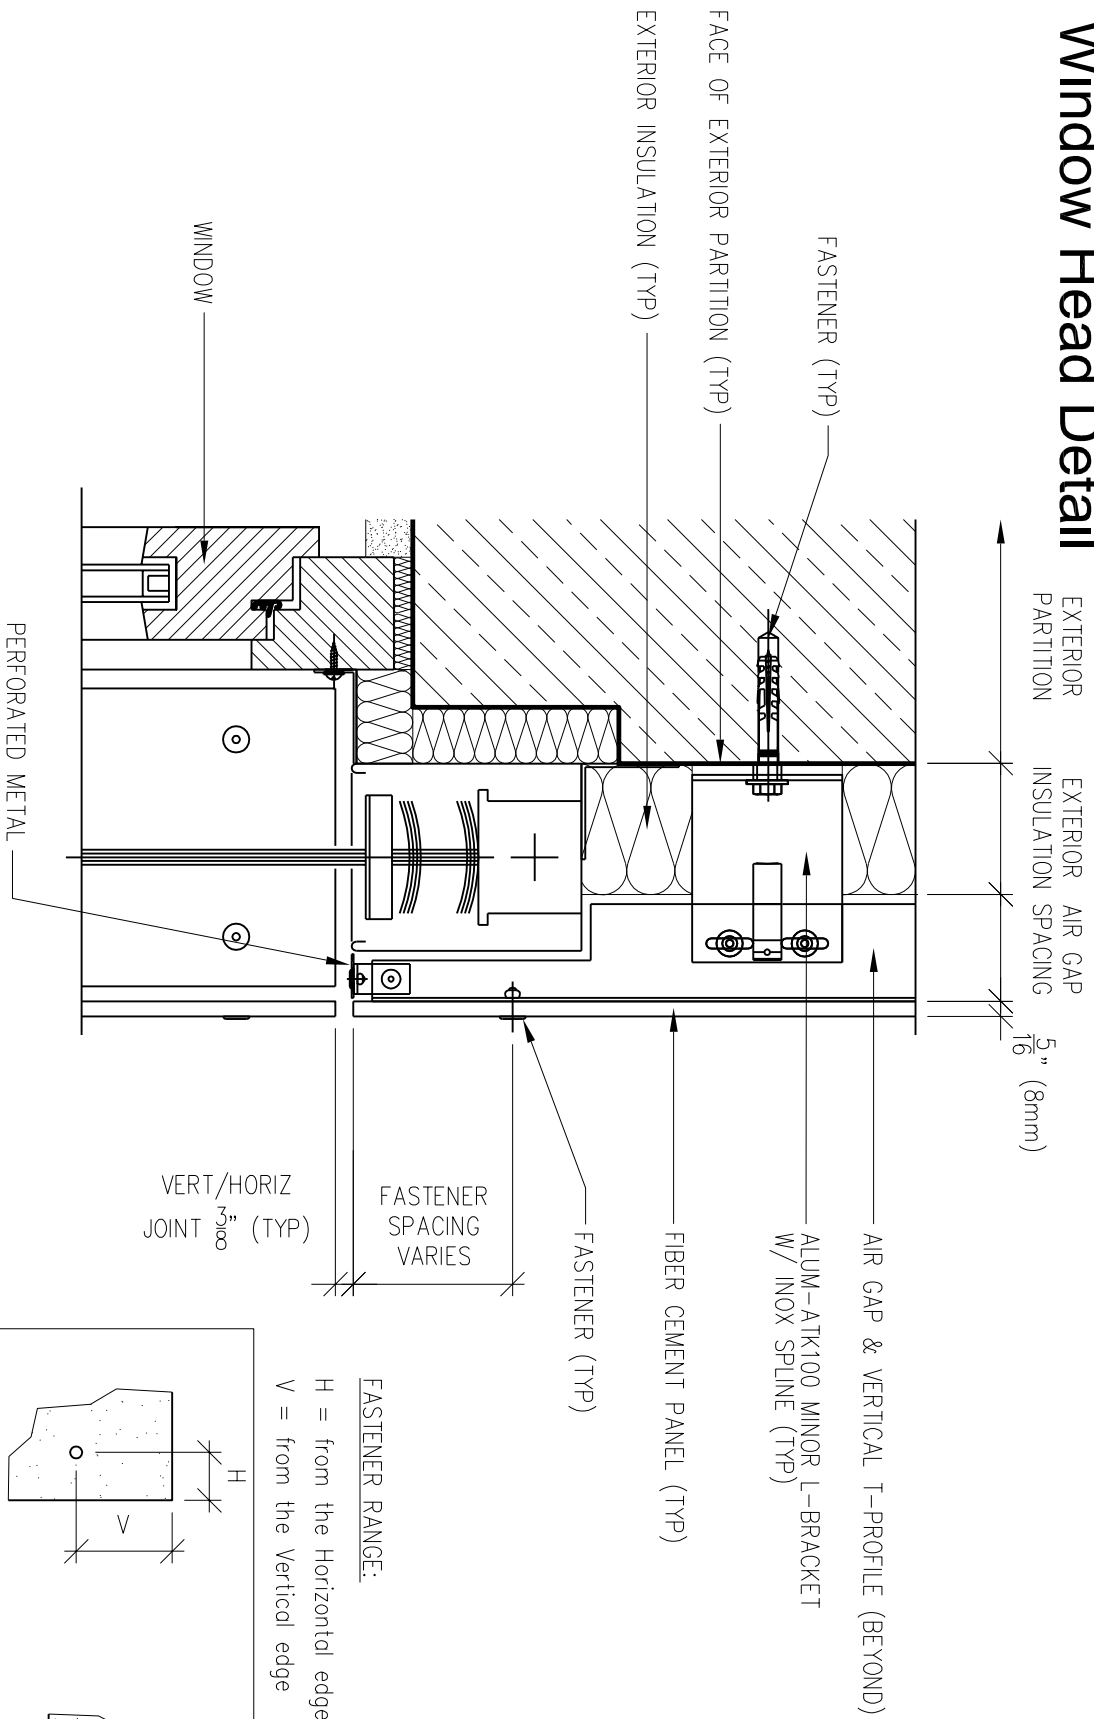 Window Head Detail
EXTERIOR
PARTITION
EXTERIOR
INSULATION
AIR GAP
SPACING
5/16" (8mm)
FASTENER (TYP)
FACE OF EXTERIOR PARTITION (TYP)
EXTERIOR INSULATION (TYP)
WINDOW
PERFORATED METAL
AIR GAP & VERTICAL T-PROFILE (BEYOND)
ALUM-ATK100 MINOR L-BRACKET
W/ INOX SPLINE (TYP)
FIBER CEMENT PANEL (TYP)
FASTENER (TYP)
FASTENER
SPACING
VARIES
VERT/HORIZ
JOINT 3/8" (TYP)
FASTENER RANGE:
H = from the Horizontal edge
V = from the Vertical edge
H
V